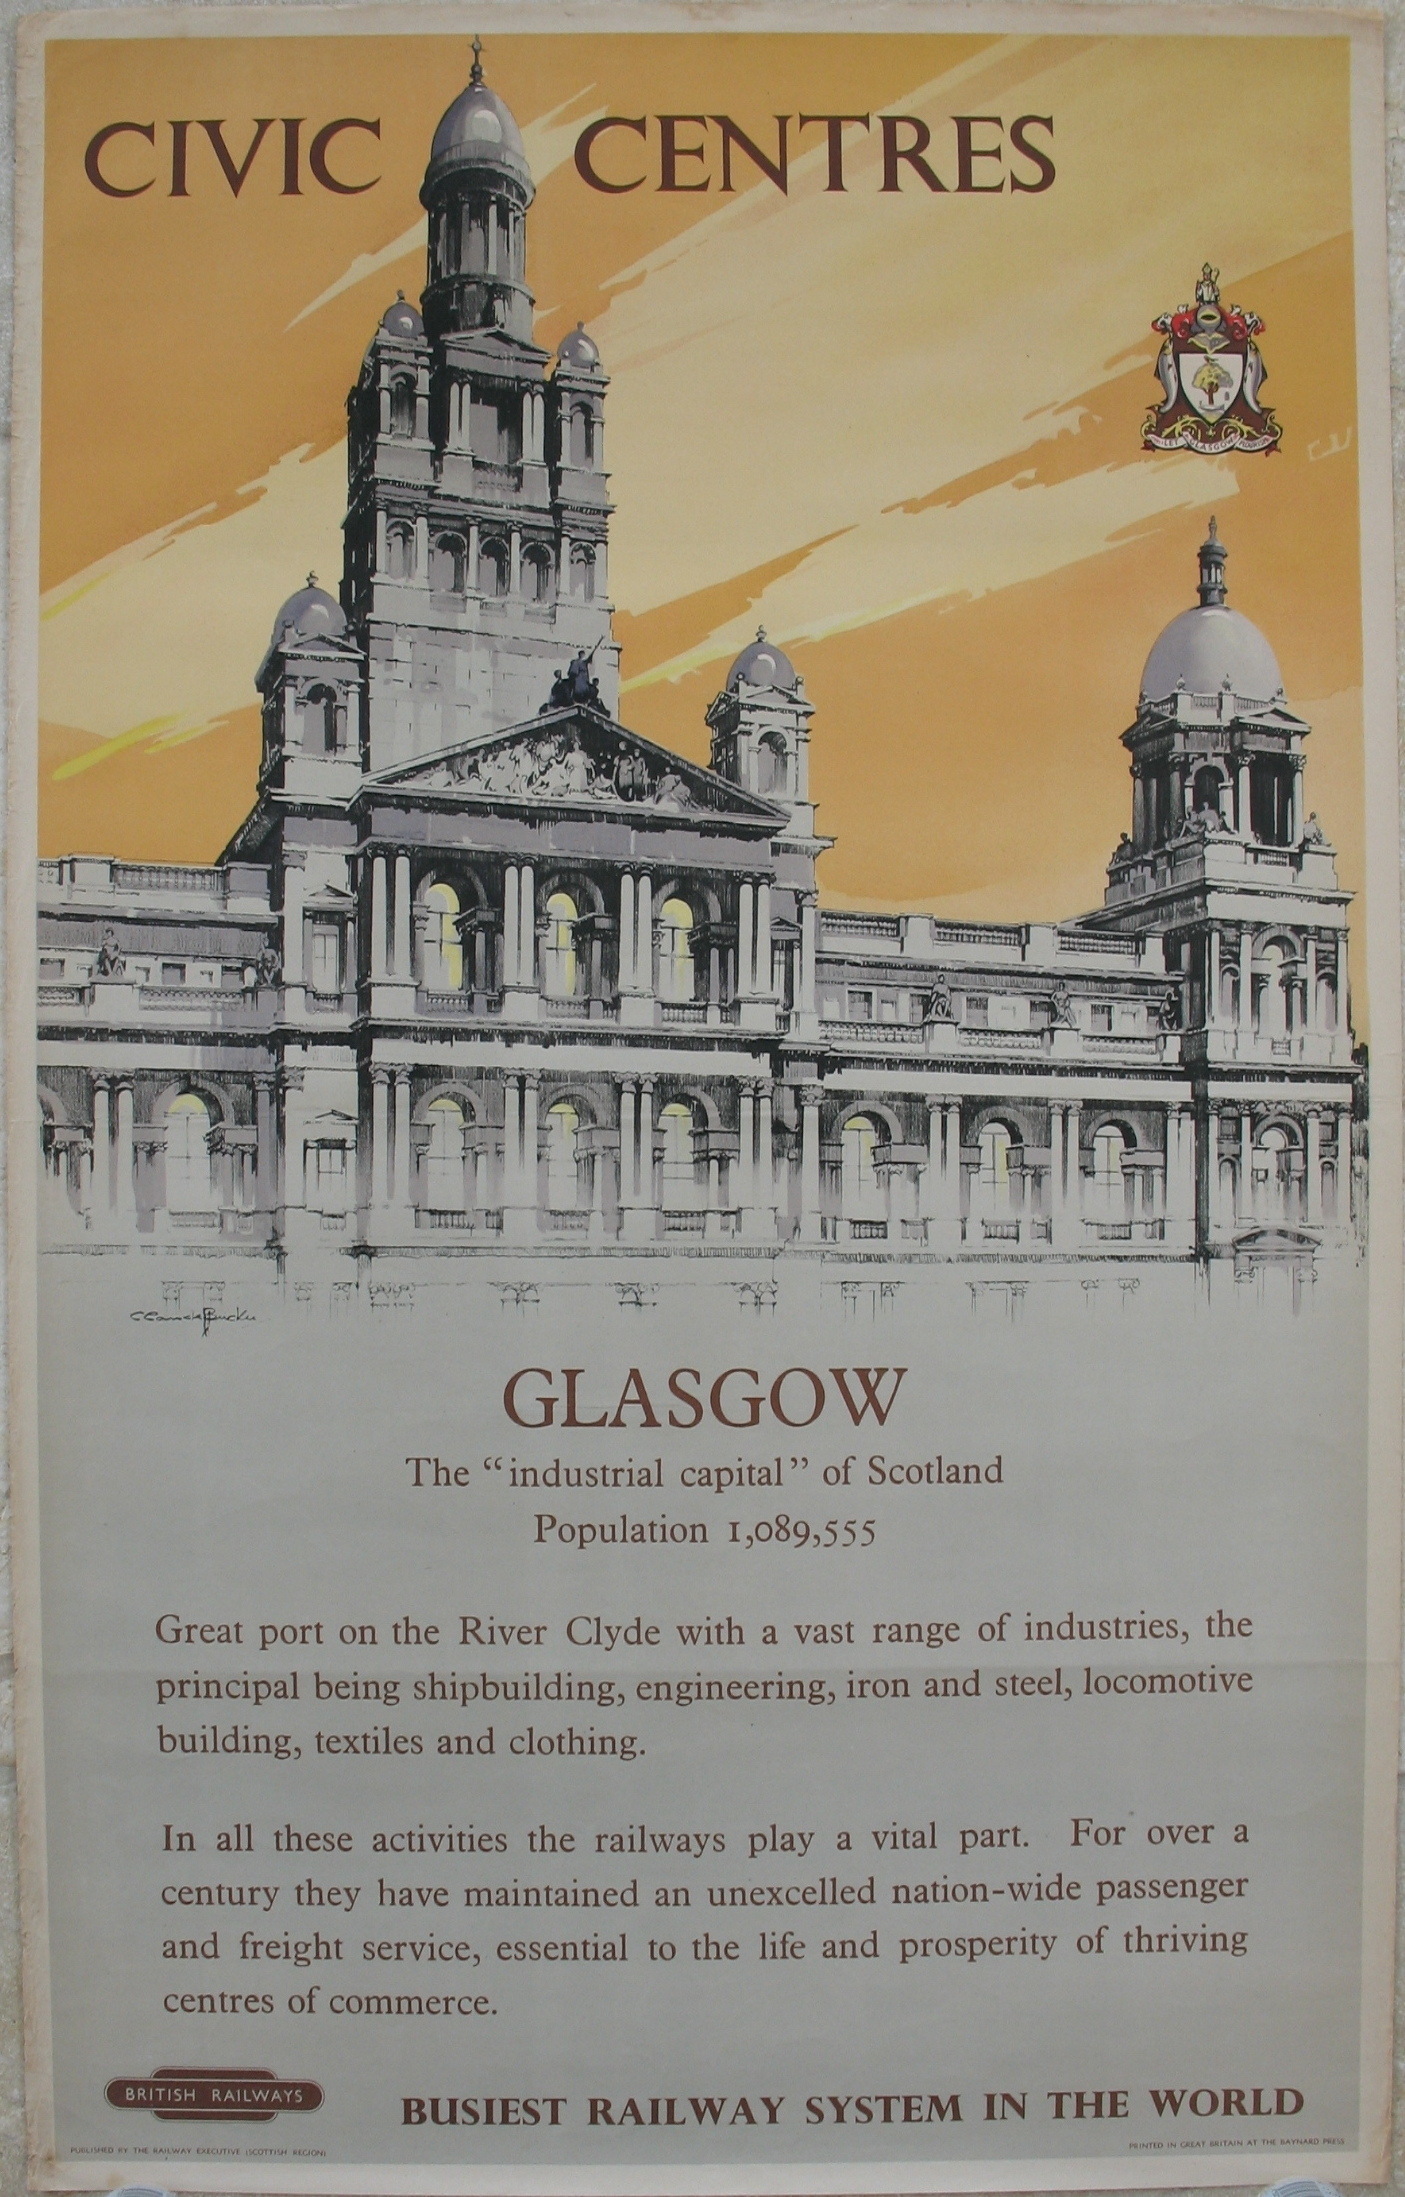 CIVIC CENTRES
LET GLASGOW FLOURISH
GLASGOW
The “industrial capital” of Scotland
Population 1,089,555
Great port on the River Clyde with a vast range of industries, the
principal being shipbuilding, engineering, iron and steel, locomotive
building, textiles and clothing.
In all these activities the railways play a vital part. For over a
century they have maintained an unexcelled nation-wide passenger
and freight service, essential to the life and prosperity of thriving
centres of commerce.
BRITISH RAILWAYS
BUSIEST RAILWAY SYSTEM IN THE WORLD
PUBLISHED BY THE RAILWAY EXECUTIVE (SCOTTISH REGION)
PRINTED IN GREAT BRITAIN AT THE BAYNARD PRESS